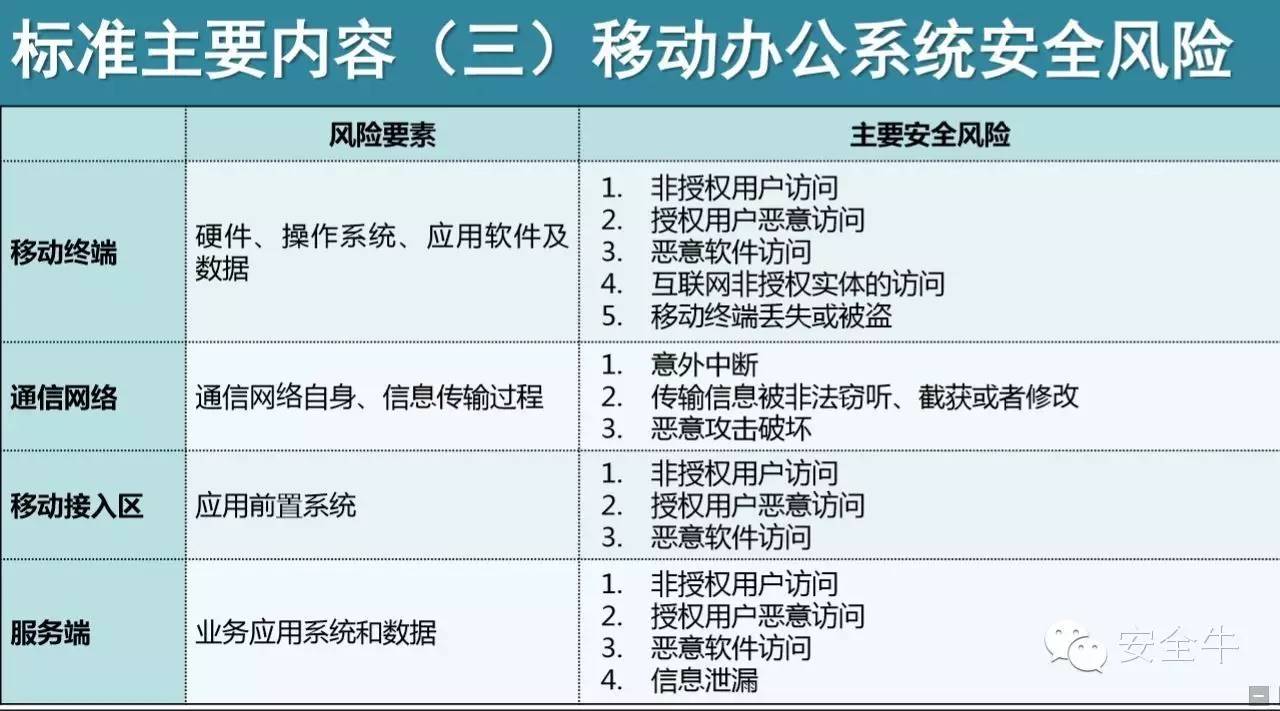 标准主要内容（三）移动办公系统安全风险
风险要素
主要安全风险
移动终端
硬件、操作系统、应用软件及
数据
1. 非授权用户访问
2. 授权用户恶意访问
3. 恶意软件访问
4. 互联网非授权实体的访问
5. 移动终端丢失或被盗
通信网络
通信网络自身、信息传输过程
1. 意外中断
2. 传输信息被非法窃听、截获或者修改
3. 恶意攻击破坏
移动接入区
应用前置系统
1. 非授权用户访问
2. 授权用户恶意访问
3. 恶意软件访问
服务端
业务应用系统和数据
1. 非授权用户访问
2. 授权用户恶意访问
3. 恶意软件访问
4. 信息泄漏
安全牛